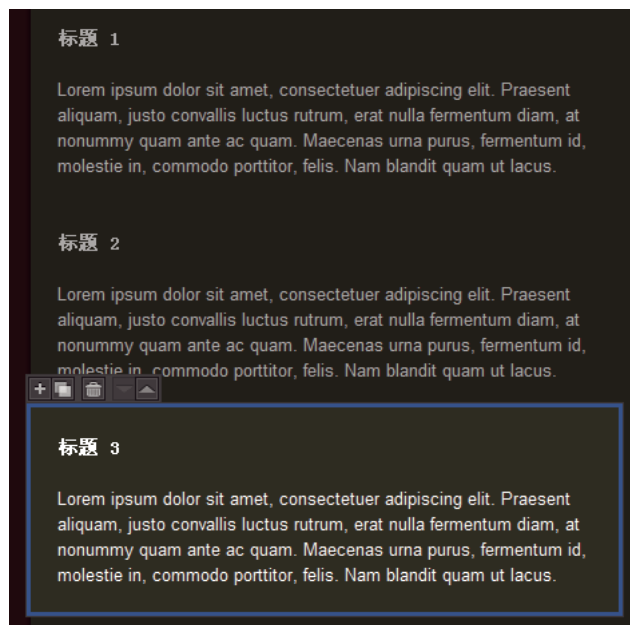 标题 1
Lorem ipsum dolor sit amet, consectetuer adipiscing elit. Praesent
aliquam, justo convallis luctus rutrum, erat nulla fermentum diam, at
nonummy quam ante ac quam. Maecenas urna purus, fermentum id,
molestie in, commodo porttitor, felis. Nam blandit quam ut lacus.
标题 2
Lorem ipsum dolor sit amet, consectetuer adipiscing elit. Praesent
aliquam, justo convallis luctus rutrum, erat nulla fermentum diam, at
nonummy quam ante ac quam. Maecenas urna purus, fermentum id,
molestie in, commodo porttitor, felis. Nam blandit quam ut lacus.
标题 3
Lorem ipsum dolor sit amet, consectetuer adipiscing elit. Praesent
aliquam, justo convallis luctus rutrum, erat nulla fermentum diam, at
nonummy quam ante ac quam. Maecenas urna purus, fermentum id,
molestie in, commodo porttitor, felis. Nam blandit quam ut lacus.